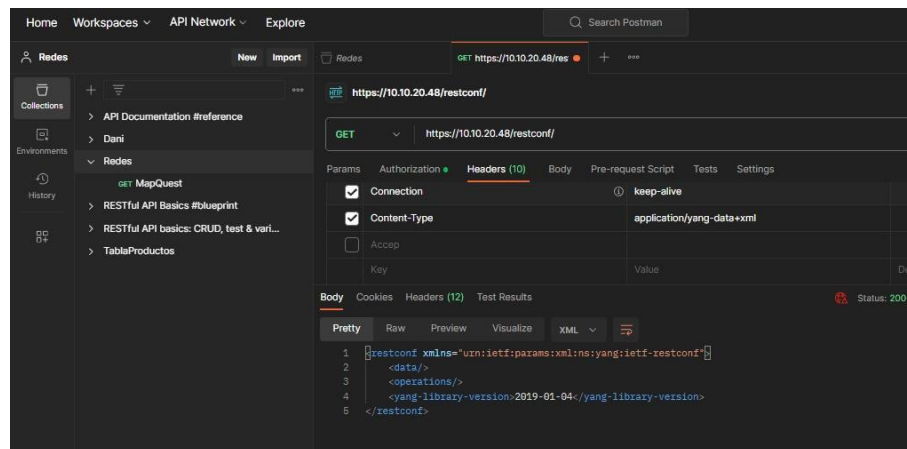 Home Workspaces API Network Explore Search Postman
Redes New Import Redes GET https://10.10.20.48/res
HTTP https://10.10.20.48/restconf/
Collections
Environments
History
API Documentation #reference
Dani
Redes
GET MapQuest
RESTful API Basics #blueprint
RESTful API basics: CRUD, test & vari...
TablaProductos
GET https://10.10.20.48/restconf/
Params Authorization Headers (10) Body Pre-request Script Tests Settings
Connection keep-alive
Content-Type application/yang-data+xml
Accep
Key Value
Body Cookies Headers (12) Test Results Status: 200
Pretty Raw Preview Visualize XML
1 <restconf xmlns="urn:ietf:params:xml:ns:yang:ietf-restconf">
2 <data/>
3 <operations/>
4 <yang-library-version>2019-01-04</yang-library-version>
5 </restconf>